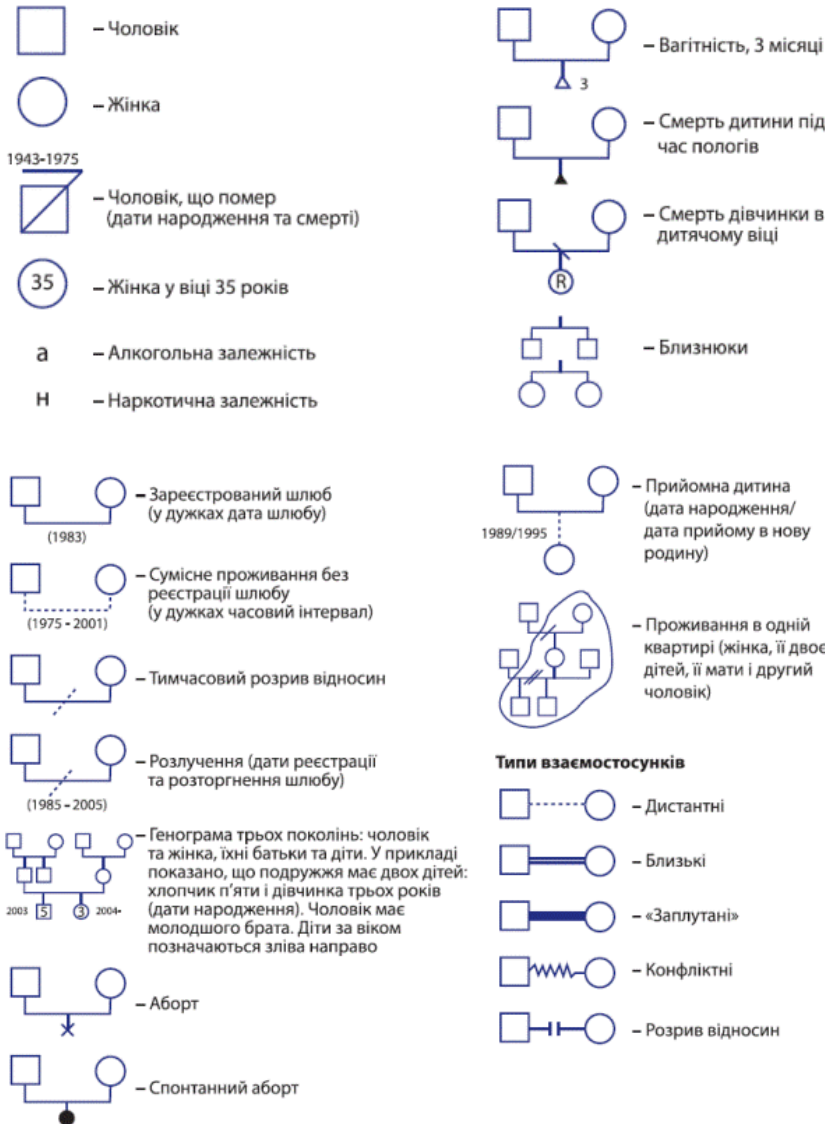 – Чоловік
– Жінка
1943-1975
– Чоловік, що помер
(дати народження та смерті)
35
– Жінка у віці 35 років
а
– Алкогольна залежність
н
– Наркотична залежність
– Зареєстрований шлюб
(у дужках дата шлюбу)
(1983)
– Сумісне проживання без
реєстрації шлюбу
(у дужках часовий інтервал)
(1975 - 2001)
– Тимчасовий розрив відносин
– Розлучення (дати реєстрації
та розторгнення шлюбу)
(1985 - 2005)
– Генограма трьох поколінь: чоловік
та жінка, їхні батьки та діти. У прикладі
показано, що подружжя має двох дітей:
хлопчик п’яти і дівчинка трьох років
(дати народження). Чоловік має
молодшого брата. Діти за віком
позначаються зліва направо
2003 5 3 2004-
– Аборт
– Спонтанний аборт
– Вагітність, 3 місяці
3
– Смерть дитини під
час пологів
– Смерть дівчинки в
дитячому віці
R
– Близнюки
– Прийомна дитина
(дата народження/
дата прийому в нову
родину)
1989/1995
– Проживання в одній
квартирі (жінка, її двоє
дітей, її мати і другий
чоловік)
Типи взаємостосунків
– Дистантні
– Близькі
– «Заплутані»
– Конфліктні
– Розрив відносин